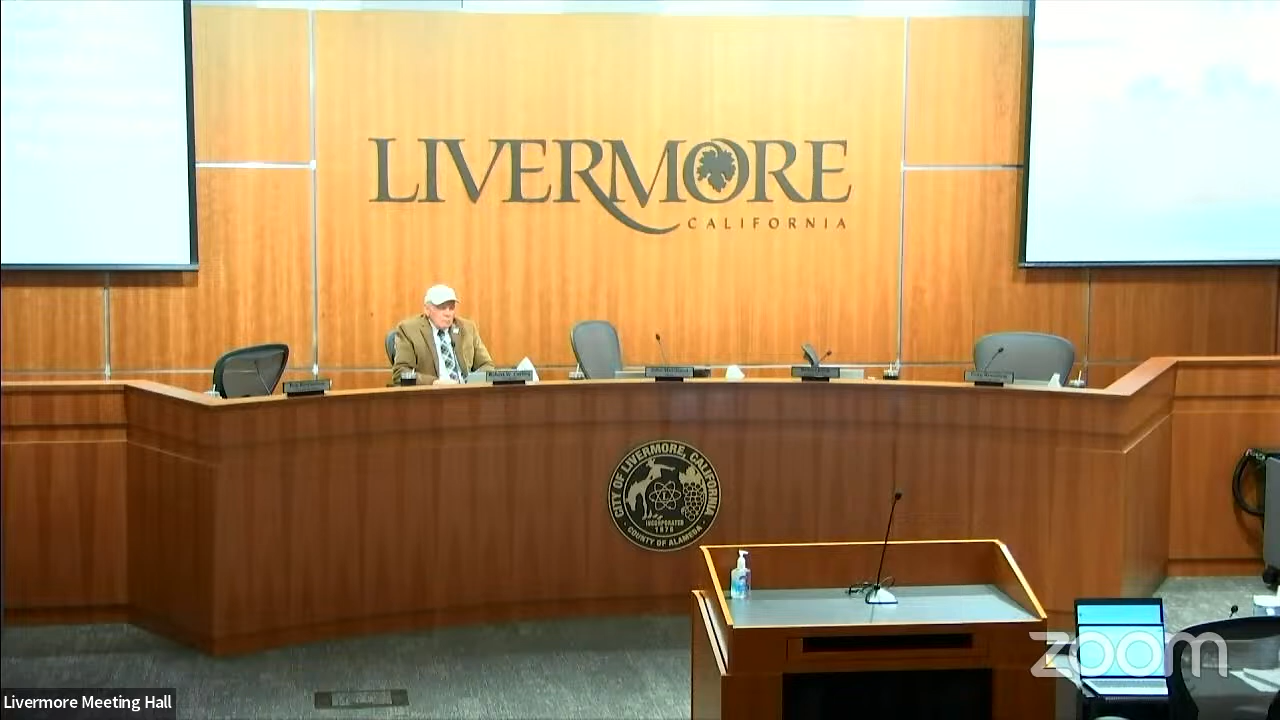 LIVERMORE
CALIFORNIA
CITY OF LIVERMORE, CALIFORNIA
INCORPORATED
1876
COUNTY OF ALAMEDA
zoom
Livermore Meeting Hall